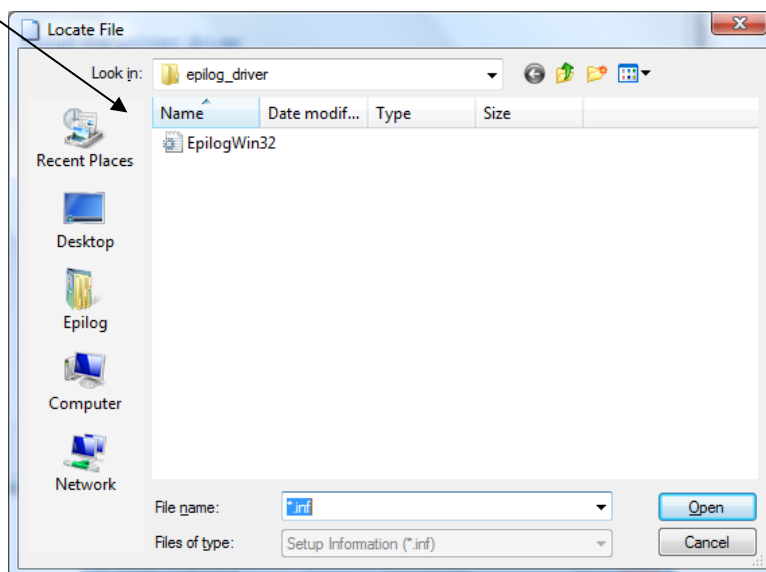 Locate File
Look in: epilog_driver
Name Date modif... Type Size
EpilogWin32
Recent Places
Desktop
Epilog
Computer
Network
File name: *.inf Open
Files of type: Setup Information (*.inf) Cancel